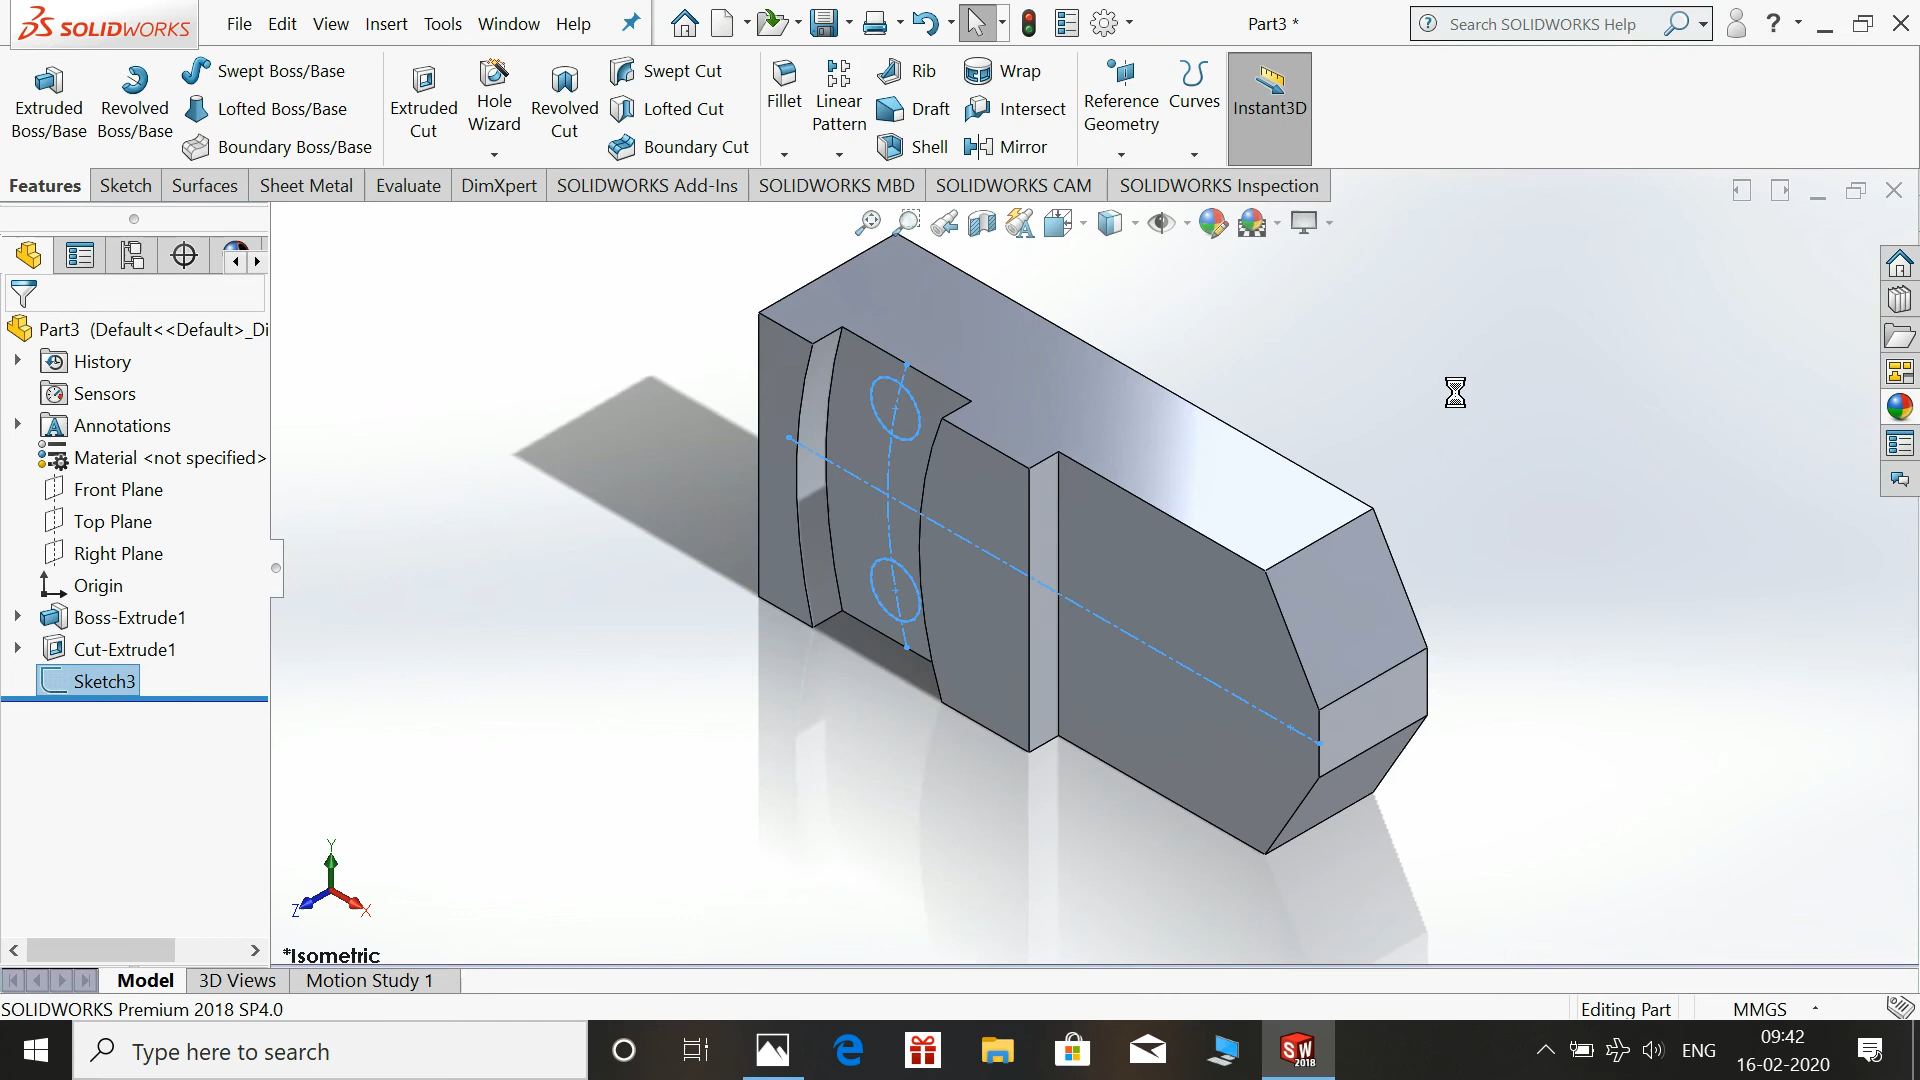 SOLIDWORKS
File Edit View Insert Tools Window Help
Part3 *
Search SOLIDWORKS Help
Extruded Boss/Base
Revolved Boss/Base
Swept Boss/Base
Lofted Boss/Base
Boundary Boss/Base
Extruded Cut
Hole Wizard
Revolved Cut
Swept Cut
Lofted Cut
Boundary Cut
Fillet
Linear Pattern
Rib
Draft
Shell
Wrap
Intersect
Mirror
Reference Geometry
Curves
Instant3D
Features Sketch Surfaces Sheet Metal Evaluate DimXpert SOLIDWORKS Add-Ins SOLIDWORKS MBD SOLIDWORKS CAM SOLIDWORKS Inspection
Part3 (Default<<Default>_Di
History
Sensors
Annotations
Material <not specified>
Front Plane
Top Plane
Right Plane
Origin
Boss-Extrude1
Cut-Extrude1
Sketch3
Y
Z
X
*Isometric
Model 3D Views Motion Study 1
SOLIDWORKS Premium 2018 SP4.0
Editing Part MMGS
Type here to search
SW 2018
ENG
09:42
16-02-2020